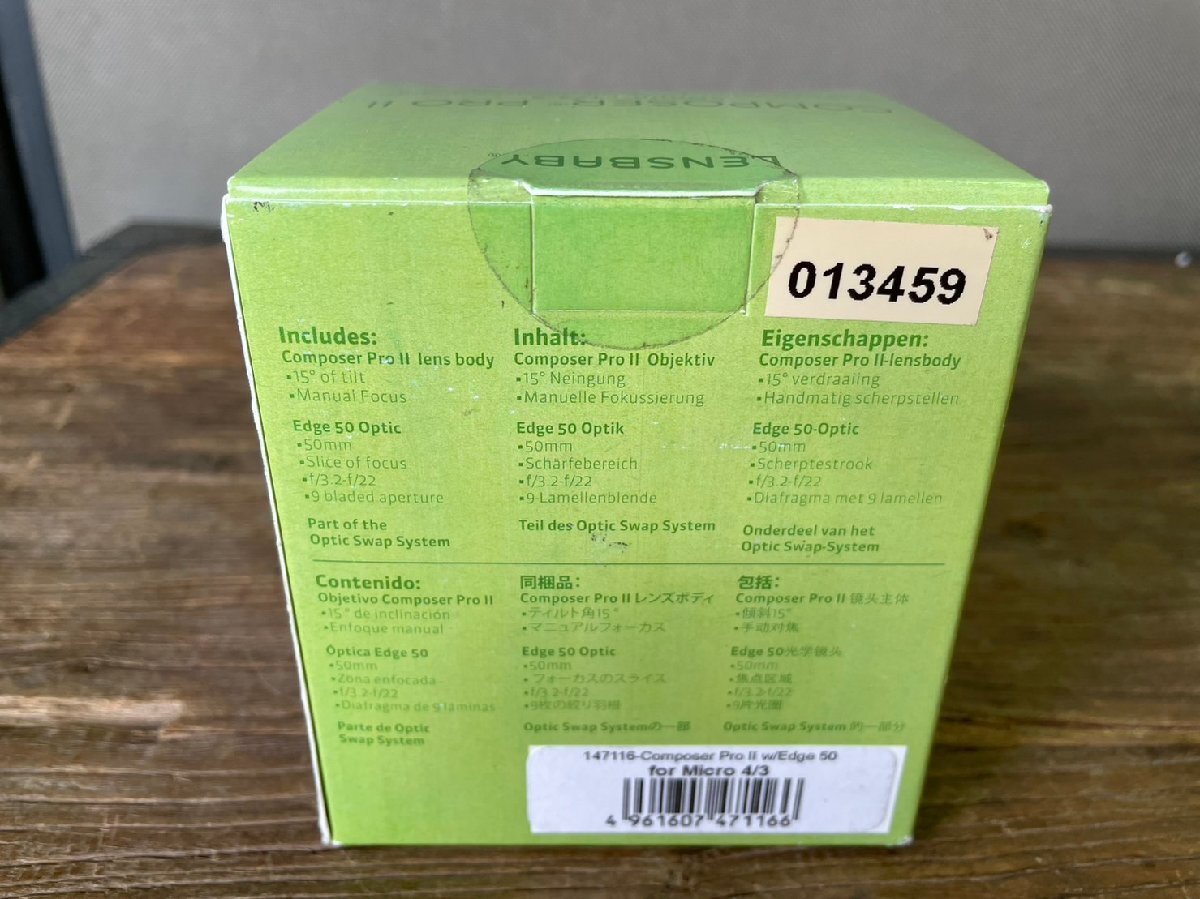 COMPOSER™ PRO II
LENSBABY®
013459
Includes:
Composer Pro II lens body
▪15° of tilt
▪Manual Focus
Edge 50 Optic
▪50mm
▪Slice of focus
▪f/3.2-f/22
▪9 bladed aperture
Part of the
Optic Swap System
Inhalt:
Composer Pro II Objektiv
▪15° Neingung
▪Manuelle Fokussierung
Edge 50 Optik
▪50mm
▪Schärfebereich
▪f/3.2-f/22
▪9 Lamellenblende
Teil des Optic Swap System
Eigenschappen:
Composer Pro II-lensbody
▪15° verdraaiing
▪Handmatig scherpstellen
Edge 50-Optic
▪50mm
▪Scherptestrook
▪f/3.2-f/22
▪Diafragma met 9 lamellen
Onderdeel van het
Optic Swap-System
Contenido:
Objetivo Composer Pro II
▪15° de inclinación
▪Enfoque manual
Óptica Edge 50
▪50mm
▪Zona enfocada
▪f/3.2-f/22
▪Diafragma de 9 láminas
Parte de Optic
Swap System
同梱品:
Composer Pro II レンズボディ
▪ティルト角15°
▪マニュアルフォーカス
Edge 50 Optic
▪50mm
▪フォーカスのスライス
▪f/3.2-f/22
▪9枚の絞り羽根
Optic Swap Systemの一部
包括:
Composer Pro II 镜头主体
▪倾斜15°
▪手动对焦
Edge 50光学镜头
▪50mm
▪焦点区域
▪f/3.2-f/22
▪9片光圈
Optic Swap System 的一部分
147116-Composer Pro II w/Edge 50
for Micro 4/3
4 961607 471166